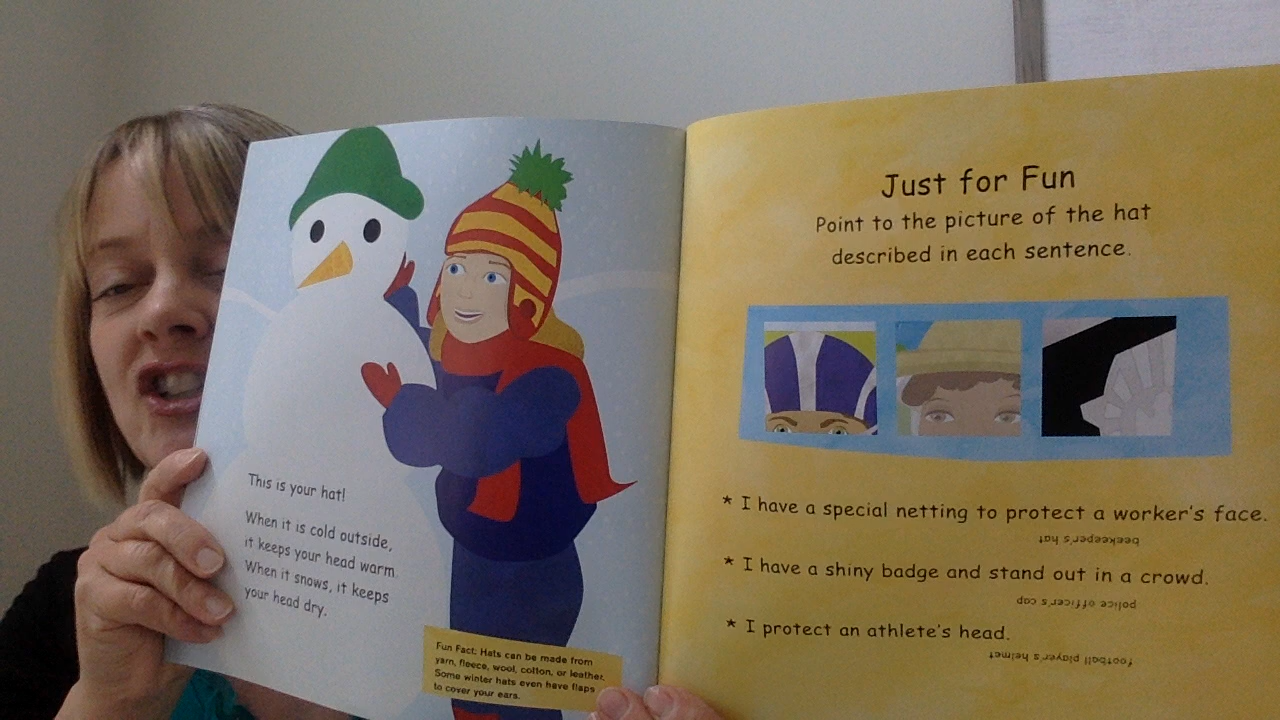 This is your hat!
When it is cold outside,
it keeps your head warm.
When it snows, it keeps
your head dry.
Fun Fact: Hats can be made from
yarn, fleece, wool, cotton, or leather.
Some winter hats even have flaps
to cover your ears.
Just for Fun
Point to the picture of the hat
described in each sentence.
* I have a special netting to protect a worker's face.
beekeeper's hat
* I have a shiny badge and stand out in a crowd.
police officer's cap
* I protect an athlete's head.
football player's helmet